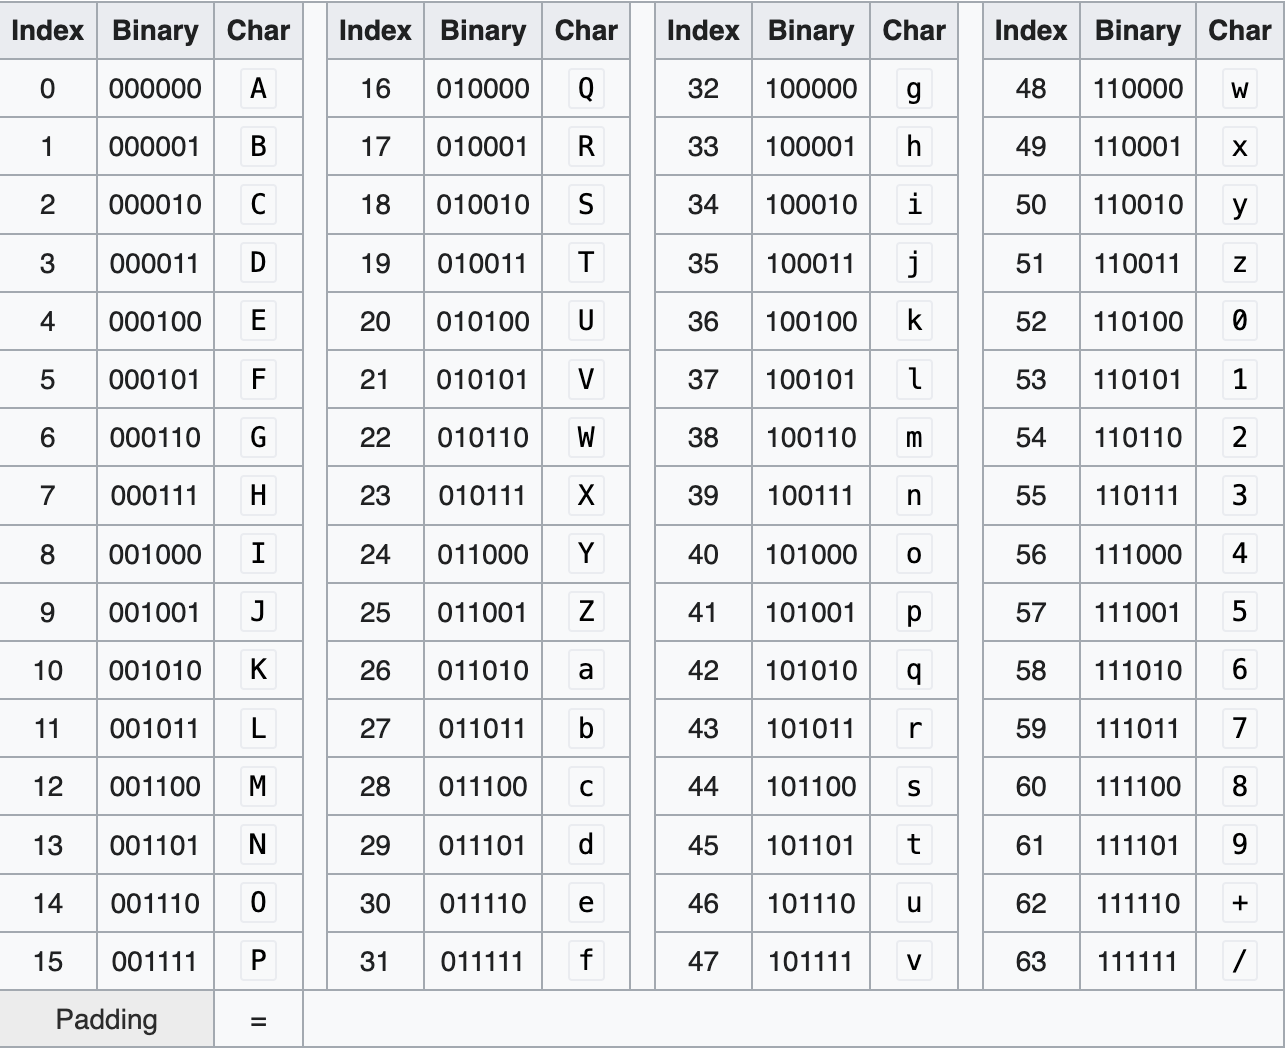 Index Binary Char Index Binary Char Index Binary Char Index Binary Char
0 000000 A 16 010000 Q 32 100000 g 48 110000 w
1 000001 B 17 010001 R 33 100001 h 49 110001 x
2 000010 C 18 010010 S 34 100010 i 50 110010 y
3 000011 D 19 010011 T 35 100011 j 51 110011 z
4 000100 E 20 010100 U 36 100100 k 52 110100 0
5 000101 F 21 010101 V 37 100101 l 53 110101 1
6 000110 G 22 010110 W 38 100110 m 54 110110 2
7 000111 H 23 010111 X 39 100111 n 55 110111 3
8 001000 I 24 011000 Y 40 101000 o 56 111000 4
9 001001 J 25 011001 Z 41 101001 p 57 111001 5
10 001010 K 26 011010 a 42 101010 q 58 111010 6
11 001011 L 27 011011 b 43 101011 r 59 111011 7
12 001100 M 28 011100 c 44 101100 s 60 111100 8
13 001101 N 29 011101 d 45 101101 t 61 111101 9
14 001110 O 30 011110 e 46 101110 u 62 111110 +
15 001111 P 31 011111 f 47 101111 v 63 111111 /
Padding =